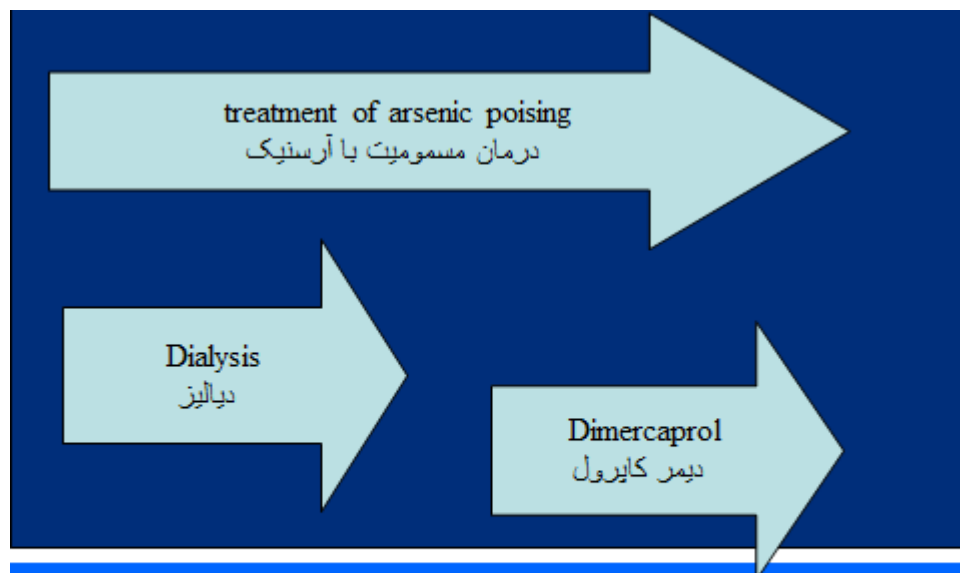 treatment of arsenic poising
درمان مسمومیت با آرسنیک
Dialysis
دیالیز
Dimercaprol
دیمر کاپرول